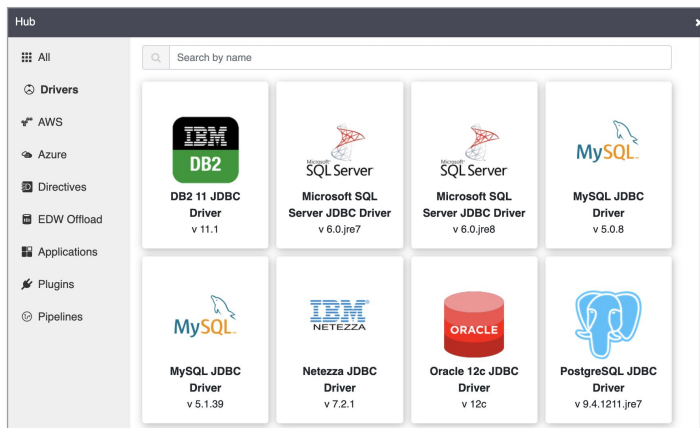 Hub
Search by name
All
Drivers
AWS
Azure
Directives
EDW Offload
Applications
Plugins
Pipelines
IBM
DB2
DB2 11 JDBC
Driver
v 11.1
Microsoft
SQL Server
Microsoft SQL
Server JDBC Driver
v 6.0.jre7
Microsoft
SQL Server
Microsoft SQL
Server JDBC Driver
v 6.0.jre8
MySQL
MySQL JDBC
Driver
v 5.0.8
MySQL
MySQL JDBC
Driver
v 5.1.39
IBM
NETEZZA
Netezza JDBC
Driver
v 7.2.1
ORACLE
Oracle 12c JDBC
Driver
v 12c
PostgreSQL JDBC
Driver
v 9.4.1211.jre7